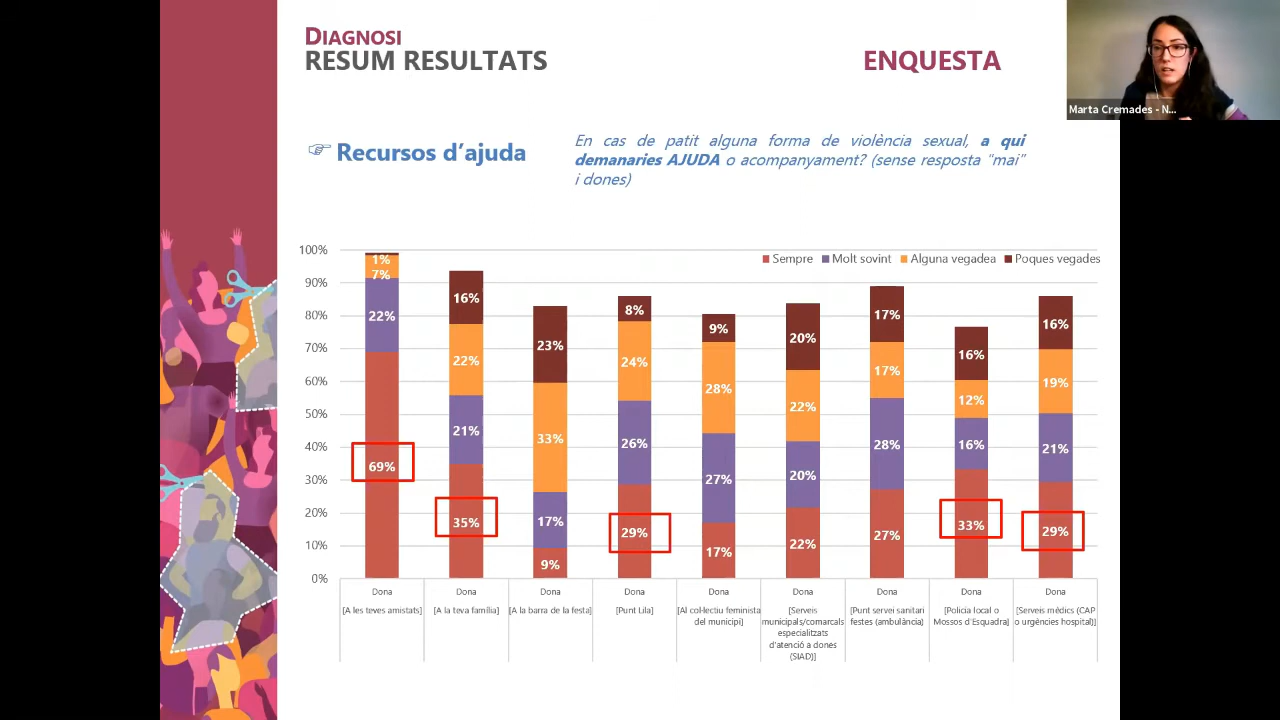 DIAGNOSI
RESUM RESULTATS
ENQUESTA
Marta Cremades - N...
☞ Recursos d'ajuda
En cas de patit alguna forma de violència sexual, a qui
demanaries AJUDA o acompanyament? (sense resposta "mai"
i dones)
Sempre Molt sovint Alguna vegadea Poques vegades
100%
90%
80%
70%
60%
50%
40%
30%
20%
10%
0%
1%
7%
22%
69%
16%
22%
21%
35%
23%
33%
17%
9%
8%
24%
26%
29%
9%
28%
27%
17%
20%
22%
20%
22%
17%
17%
28%
27%
16%
12%
16%
33%
16%
19%
21%
29%
Dona Dona Dona Dona Dona Dona Dona Dona Dona
[A les teves amistats]
[A la teva família]
[A la barra de la festa]
[Punt Lila]
[Al col·lectiu feminista
del municipi]
[Serveis
municipals/comarcals
especialitzats
d'atenció a dones
(SIAD)]
[Punt servei sanitari
festes (ambulància)
[Policia local o
Mossos d'Esquadra]
[Serveis mèdics (CAP
o urgències hospital)]